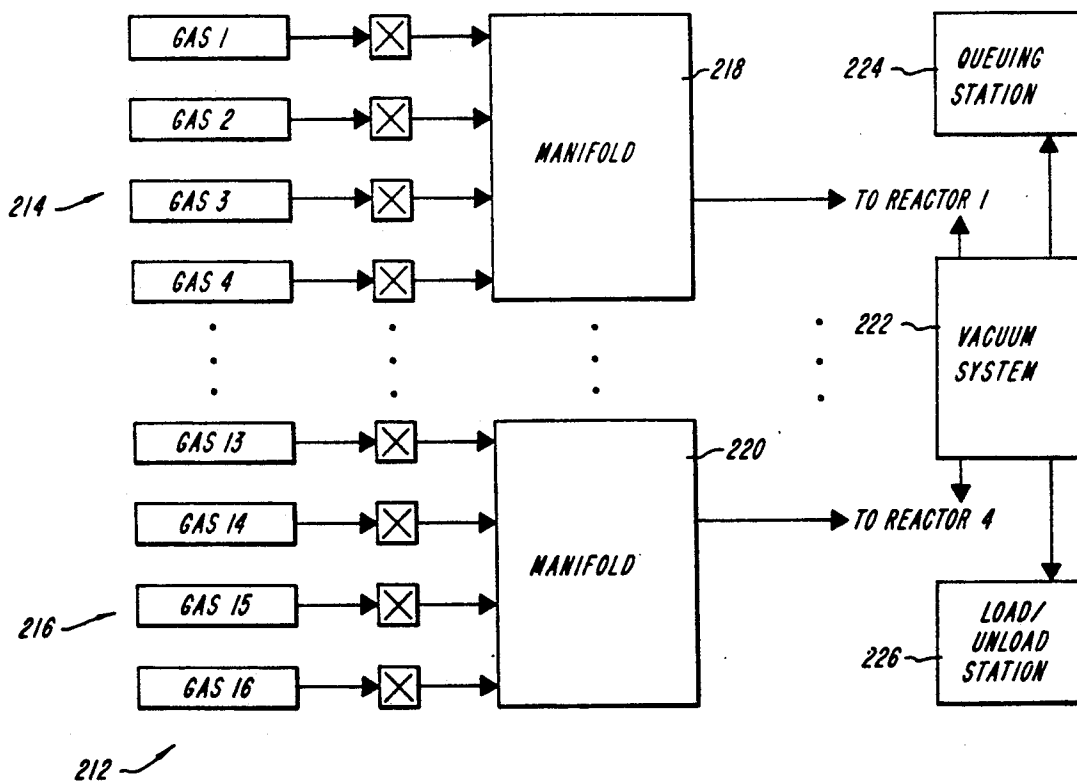 GAS 1
GAS 2
GAS 3
GAS 4
214
MANIFOLD
218
TO REACTOR 1
224
QUEUING
STATION
222
VACUUM
SYSTEM
GAS 13
GAS 14
GAS 15
GAS 16
216
212
MANIFOLD
220
TO REACTOR 4
226
LOAD/
UNLOAD
STATION